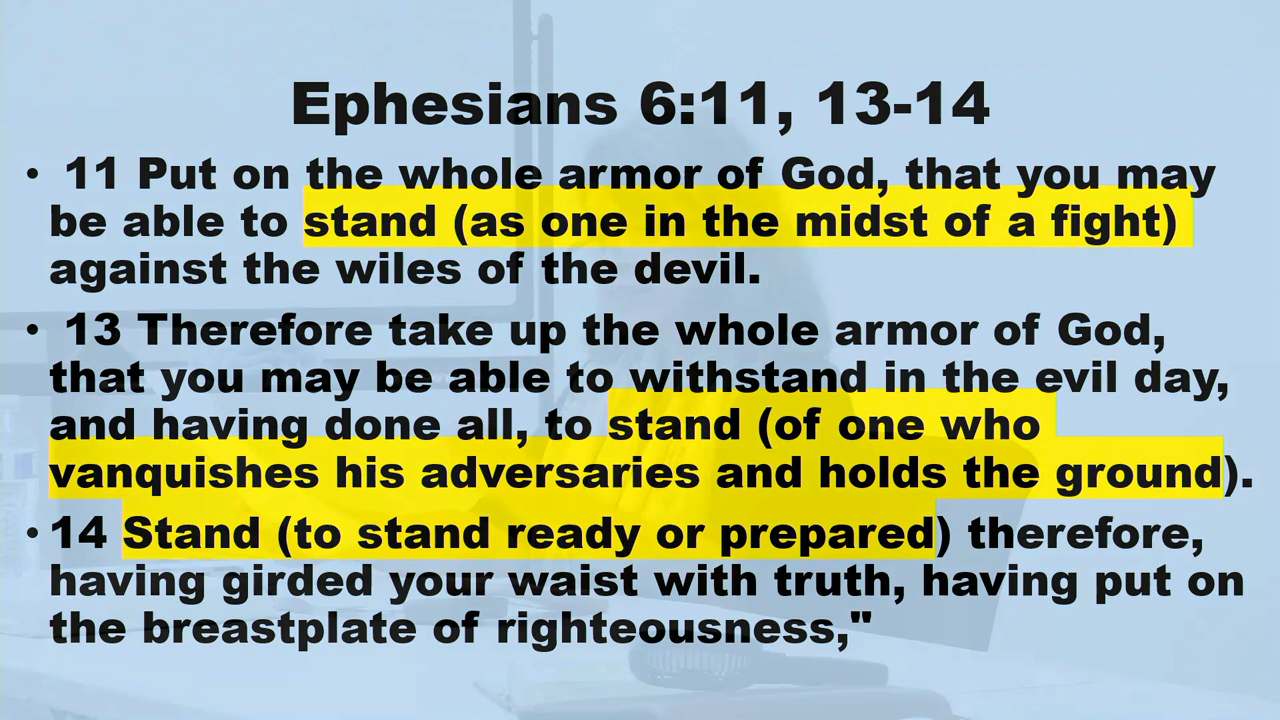 Ephesians 6:11, 13-14
• 11 Put on the whole armor of God, that you may
be able to stand (as one in the midst of a fight)
against the wiles of the devil.
• 13 Therefore take up the whole armor of God,
that you may be able to withstand in the evil day,
and having done all, to stand (of one who
vanquishes his adversaries and holds the ground).
• 14 Stand (to stand ready or prepared) therefore,
having girded your waist with truth, having put on
the breastplate of righteousness,"